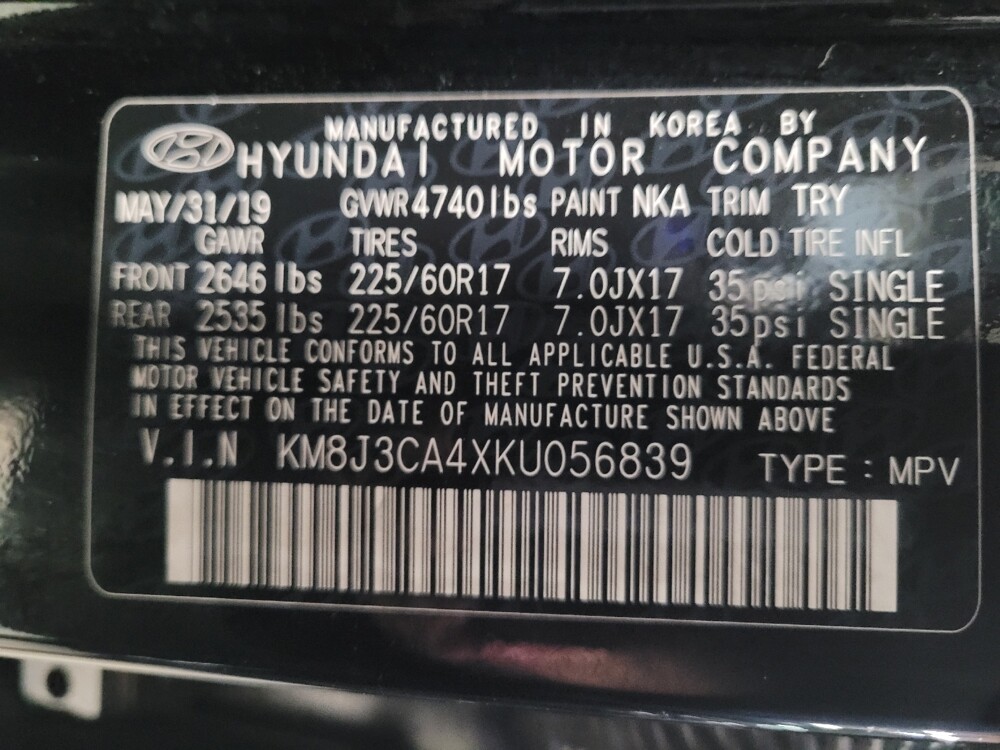 MANUFACTURED IN KOREA BY
HYUNDAI MOTOR COMPANY
MAY/31/19 GVWR 4740lbs PAINT NKA TRIM TRY
GAWR TIRES RIMS COLD TIRE INFL
FRONT 2646 lbs 225/60R17 7.0JX17 35psi SINGLE
REAR 2535 lbs 225/60R17 7.0JX17 35psi SINGLE
THIS VEHICLE CONFORMS TO ALL APPLICABLE U.S.A. FEDERAL
MOTOR VEHICLE SAFETY AND THEFT PREVENTION STANDARDS
IN EFFECT ON THE DATE OF MANUFACTURE SHOWN ABOVE
V.I.N KM8J3CA4XKU056839 TYPE : MPV